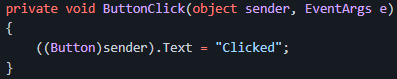 private void ButtonClick(object sender, EventArgs e)
{
    ((Button)sender).Text = "Clicked";
}